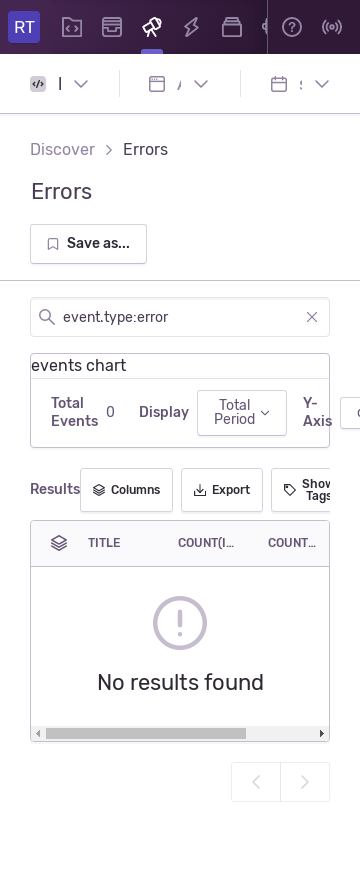 RT
Discover > Errors
Errors
Save as...
event.type:error
events chart
Total Events 0 Display Total Period Y-Axis
Results Columns Export Show Tags
TITLE COUNT(I... COUNT...
No results found